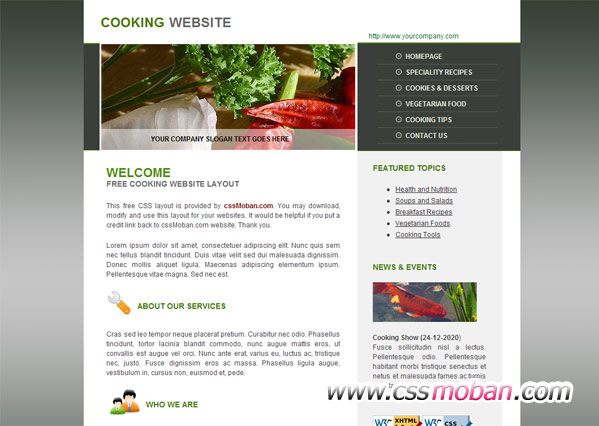 COOKING WEBSITE
http://www.yourcompany.com
YOUR COMPANY SLOGAN TEXT GOES HERE
HOMEPAGE
SPECIALITY RECIPES
COOKIES & DESSERTS
VEGETARIAN FOOD
COOKING TIPS
CONTACT US
WELCOME
FREE COOKING WEBSITE LAYOUT
This free CSS layout is provided by cssMoban.com. You may download,
modify and use this layout for your websites. It would be helpful if you put a
credit link back to cssmoban.com website. Thank you.
Lorem ipsum dolor sit amet, consectetuer adipiscing elit. Nunc quis sem
nec tellus blandit tincidunt. Duis vitae velit sed dui malesuada dignissim.
Donec mollis aliquet ligula. Maecenas adipiscing elementum ipsum.
Pellentesque vitae magna. Sed nec est.
ABOUT OUR SERVICES
Cras sed leo tempor neque placerat pretium. Curabitur nec odio. Phasellus
tincidunt, tortor lacinia blandit commodo, nunc augue mattis eros, ut
convallis est augue vel orci. Nunc ante erat, varius eu, luctus ac, tristique
nec, justo. Fusce dignissim eros ac massa. Phasellus ligula augue,
vestibulum in, cursus non, euismod et, pede.
WHO WE ARE
FEATURED TOPICS
Health and Nutrition
Soups and Salads
Breakfast Recipes
Vegetarian Foods
Cooking Tools
NEWS & EVENTS
Cooking Show (24-12-2020)
Fusce sollicitudin nisl a lectus.
Pellentesque odio. Pellentesque
habitant morbi tristique senectus et
netus et malesuada fames ac turpis
www.cssmoban.com
W3C XHTML
W3C CSS